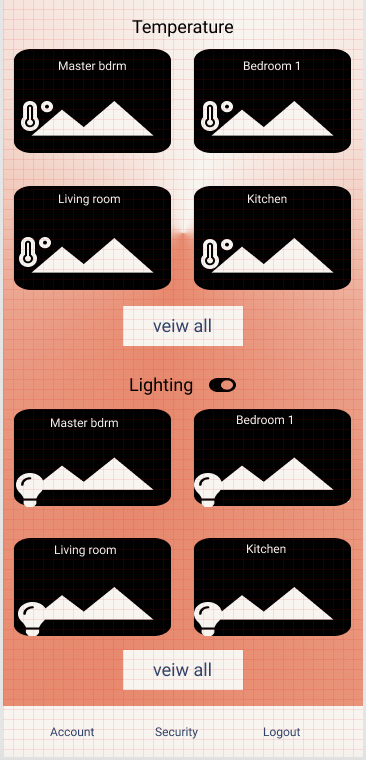 Temperature
Master bdrm
Bedroom 1
Living room
Kitchen
veiw all
Lighting
Master bdrm
Bedroom 1
Living room
Kitchen
veiw all
Account Security Logout